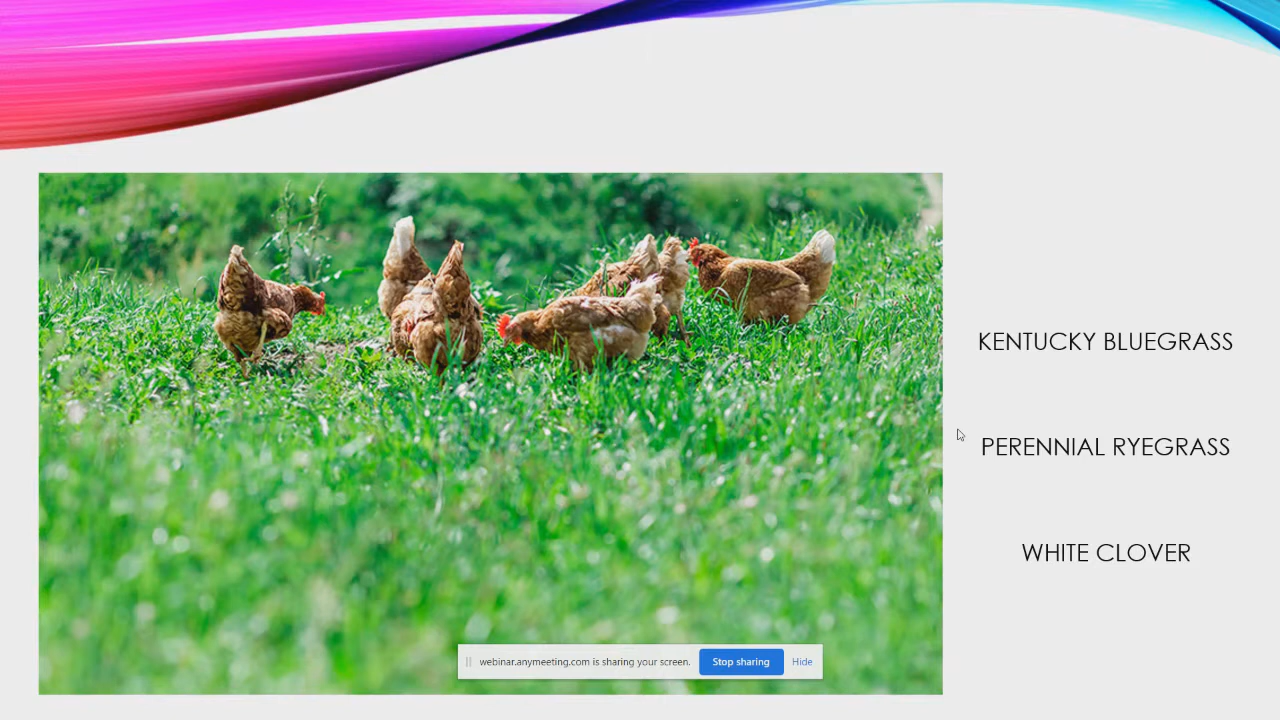 KENTUCKY BLUEGRASS
PERENNIAL RYEGRASS
WHITE CLOVER
webinar.anymeeting.com is sharing your screen. Stop sharing Hide